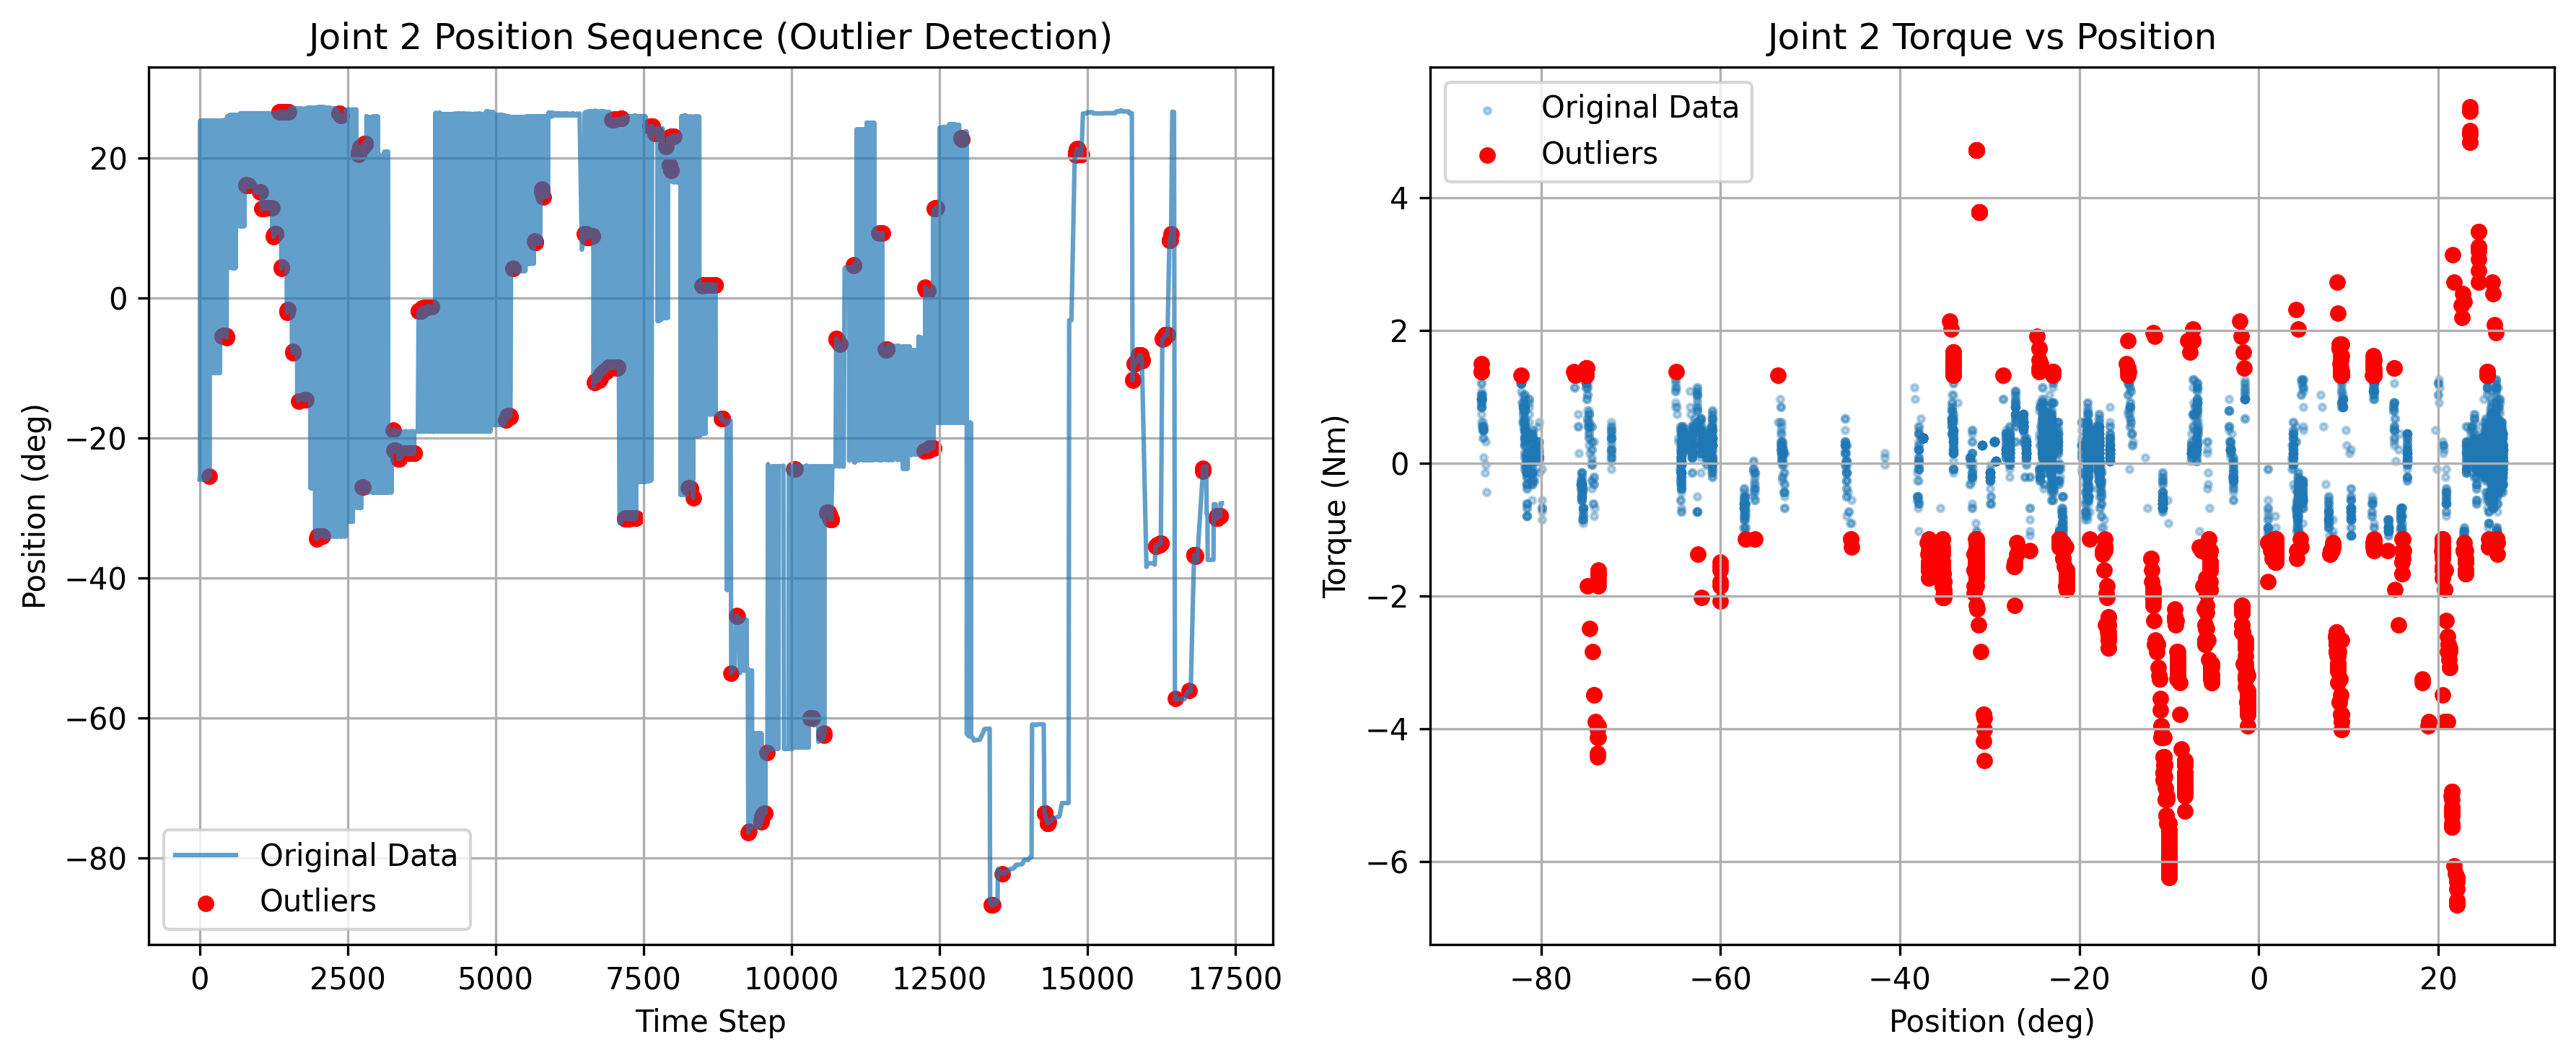 Joint 2 Position Sequence (Outlier Detection)
Position (deg)
20
0
−20
−40
−60
−80
Original Data
Outliers
0
2500
5000
7500
10000
12500
15000
17500
Time Step
Joint 2 Torque vs Position
Torque (Nm)
4
2
0
−2
−4
−6
Original Data
Outliers
−80
−60
−40
−20
0
20
Position (deg)